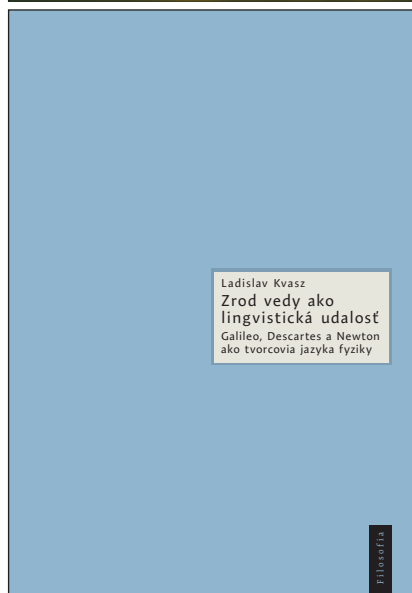 Ladislav Kvasz
Zrod vedy ako
lingvistická udalosť
Galileo, Descartes a Newton
ako tvorcovia jazyka fyziky
Filosofia